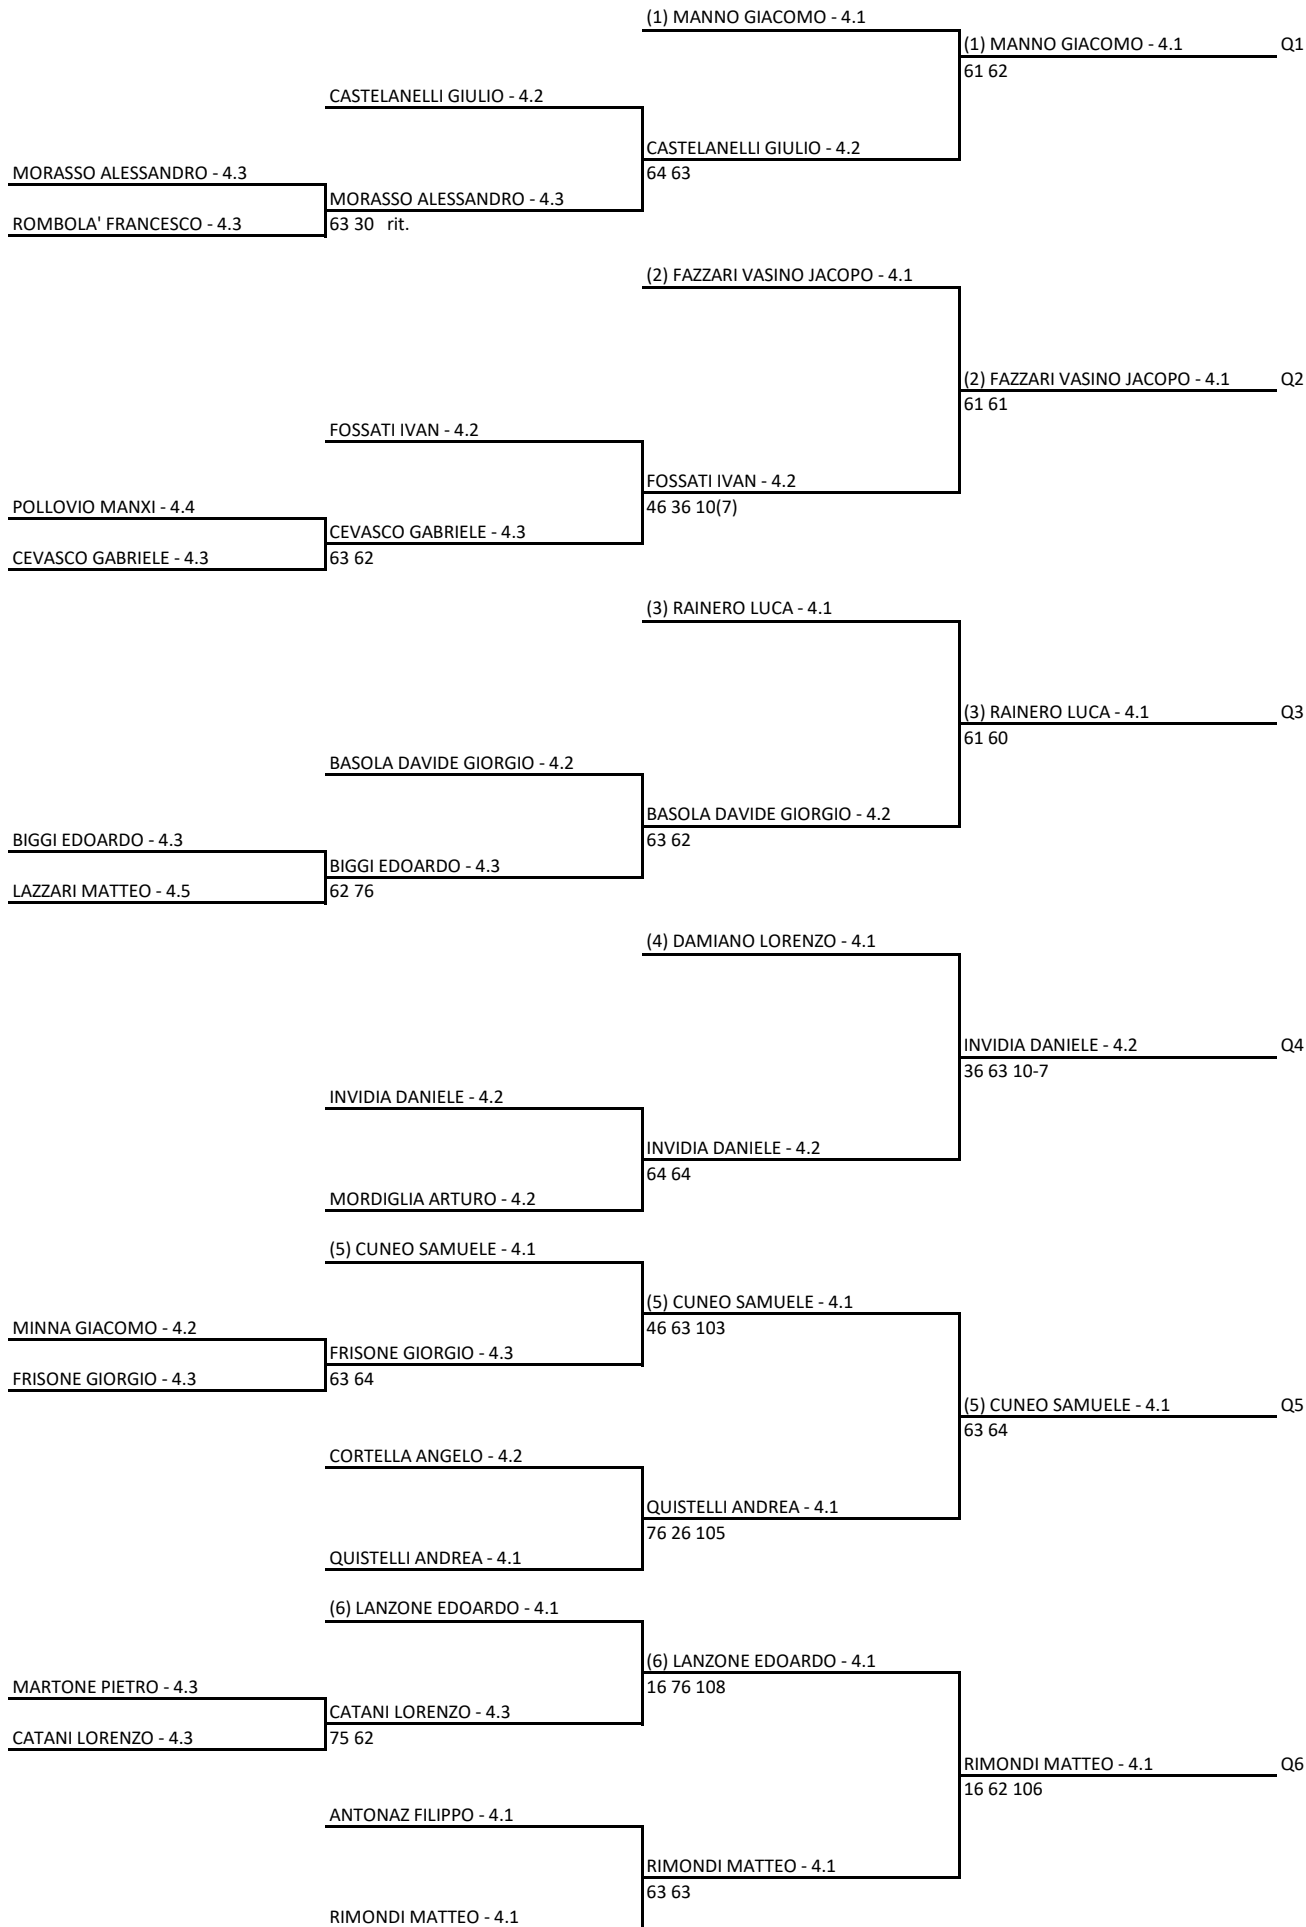 (1) MANNO GIACOMO - 4.1
(1) MANNO GIACOMO - 4.1 Q1
61 62
CASTELANELLI GIULIO - 4.2
CASTELANELLI GIULIO - 4.2
64 63
MORASSO ALESSANDRO - 4.3
MORASSO ALESSANDRO - 4.3
ROMBOLA' FRANCESCO - 4.3
63 30 rit.
(2) FAZZARI VASINO JACOPO - 4.1
(2) FAZZARI VASINO JACOPO - 4.1 Q2
61 61
FOSSATI IVAN - 4.2
FOSSATI IVAN - 4.2
46 36 10(7)
POLLOVIO MANXI - 4.4
CEVASCO GABRIELE - 4.3
CEVASCO GABRIELE - 4.3
63 62
(3) RAINERO LUCA - 4.1
(3) RAINERO LUCA - 4.1 Q3
61 60
BASOLA DAVIDE GIORGIO - 4.2
BASOLA DAVIDE GIORGIO - 4.2
63 62
BIGGI EDOARDO - 4.3
BIGGI EDOARDO - 4.3
LAZZARI MATTEO - 4.5
62 76
(4) DAMIANO LORENZO - 4.1
INVIDIA DANIELE - 4.2 Q4
36 63 10-7
INVIDIA DANIELE - 4.2
INVIDIA DANIELE - 4.2
64 64
MORDIGLIA ARTURO - 4.2
(5) CUNEO SAMUELE - 4.1
(5) CUNEO SAMUELE - 4.1
46 63 103
MINNA GIACOMO - 4.2
FRISONE GIORGIO - 4.3
FRISONE GIORGIO - 4.3
63 64
(5) CUNEO SAMUELE - 4.1 Q5
63 64
CORTELLA ANGELO - 4.2
QUISTELLI ANDREA - 4.1
76 26 105
QUISTELLI ANDREA - 4.1
(6) LANZONE EDOARDO - 4.1
(6) LANZONE EDOARDO - 4.1
16 76 108
MARTONE PIETRO - 4.3
CATANI LORENZO - 4.3
CATANI LORENZO - 4.3
75 62
RIMONDI MATTEO - 4.1 Q6
16 62 106
ANTONAZ FILIPPO - 4.1
RIMONDI MATTEO - 4.1
63 63
RIMONDI MATTEO - 4.1